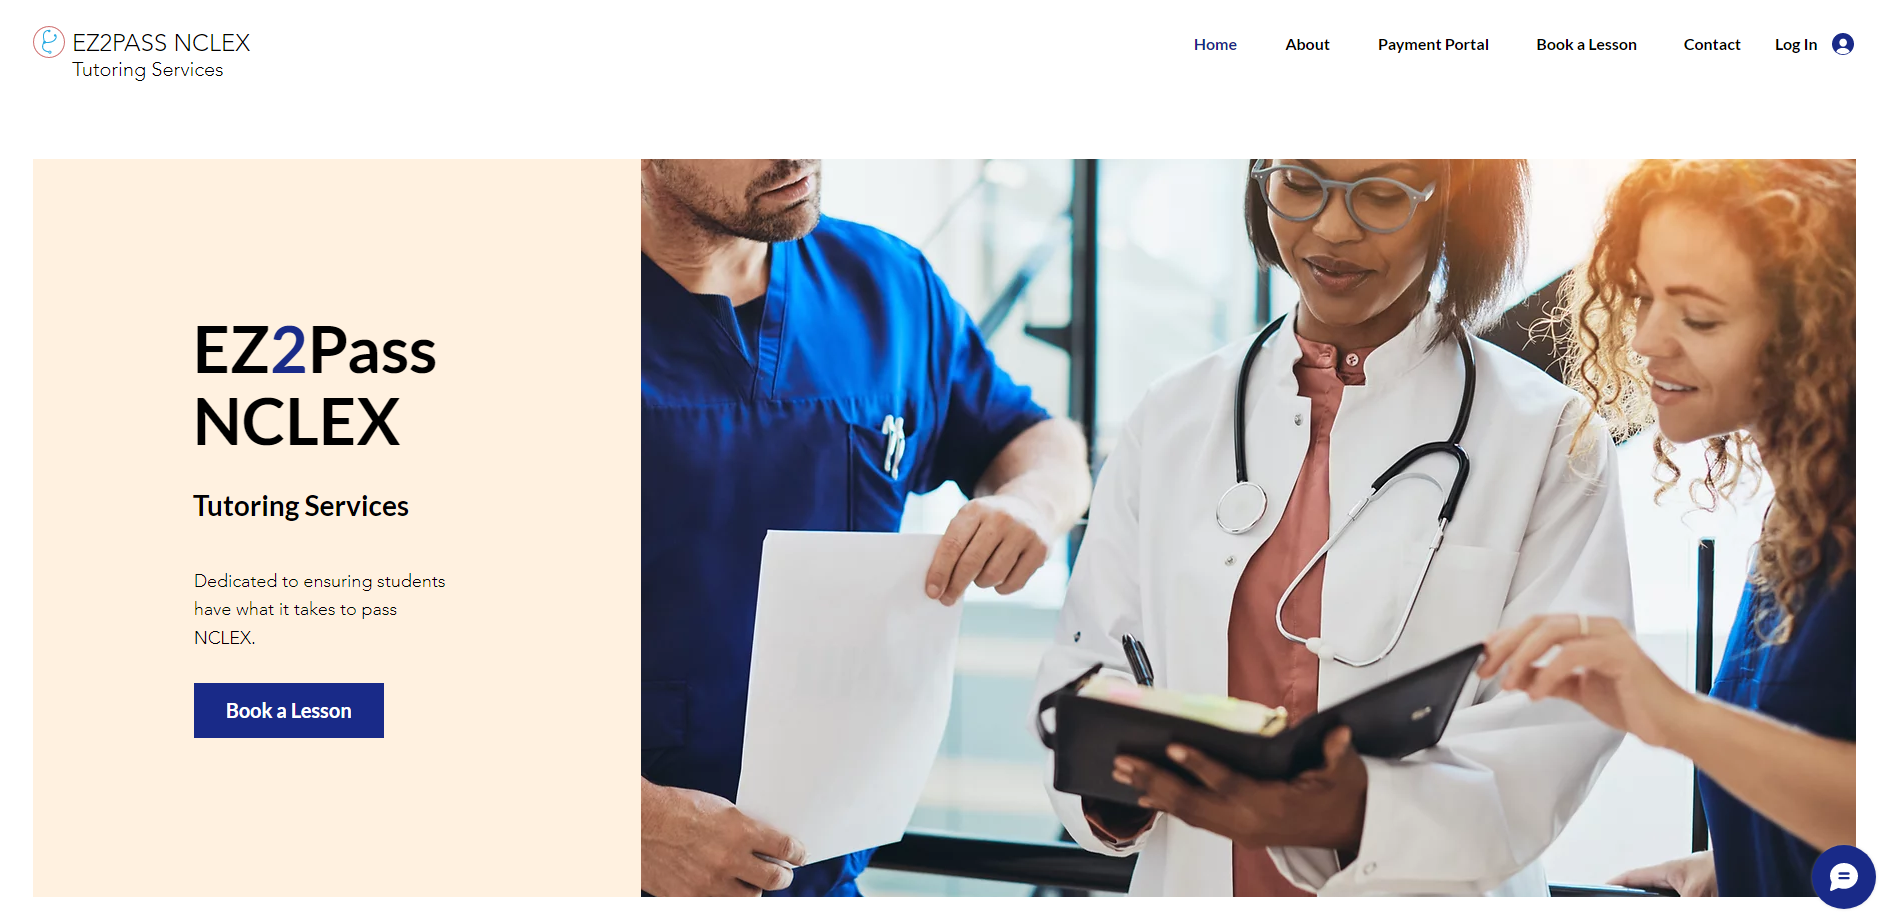 EZ2PASS NCLEX
Tutoring Services
Home
About
Payment Portal
Book a Lesson
Contact
Log In
EZ2Pass
NCLEX
Tutoring Services
Dedicated to ensuring students
have what it takes to pass
NCLEX.
Book a Lesson